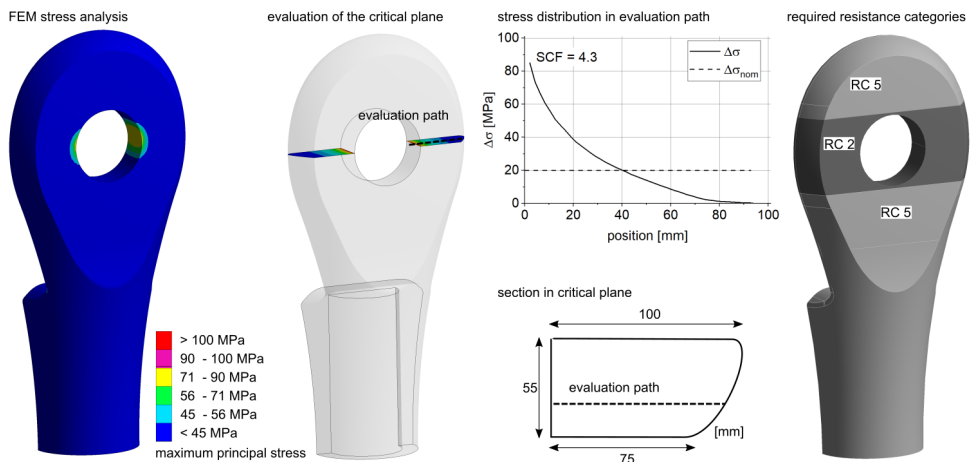 FEM stress analysis
> 100 MPa
90 - 100 MPa
71 - 90 MPa
56 - 71 MPa
45 - 56 MPa
< 45 MPa
maximum principal stress
evaluation of the critical plane
evaluation path
stress distribution in evaluation path
SCF = 4.3
Δσ
Δσnom
Δσ [MPa]
100
80
60
40
20
0
0 20 40 60 80 100
position [mm]
section in critical plane
100
55
evaluation path
[mm]
75
required resistance categories
RC 5
RC 2
RC 5